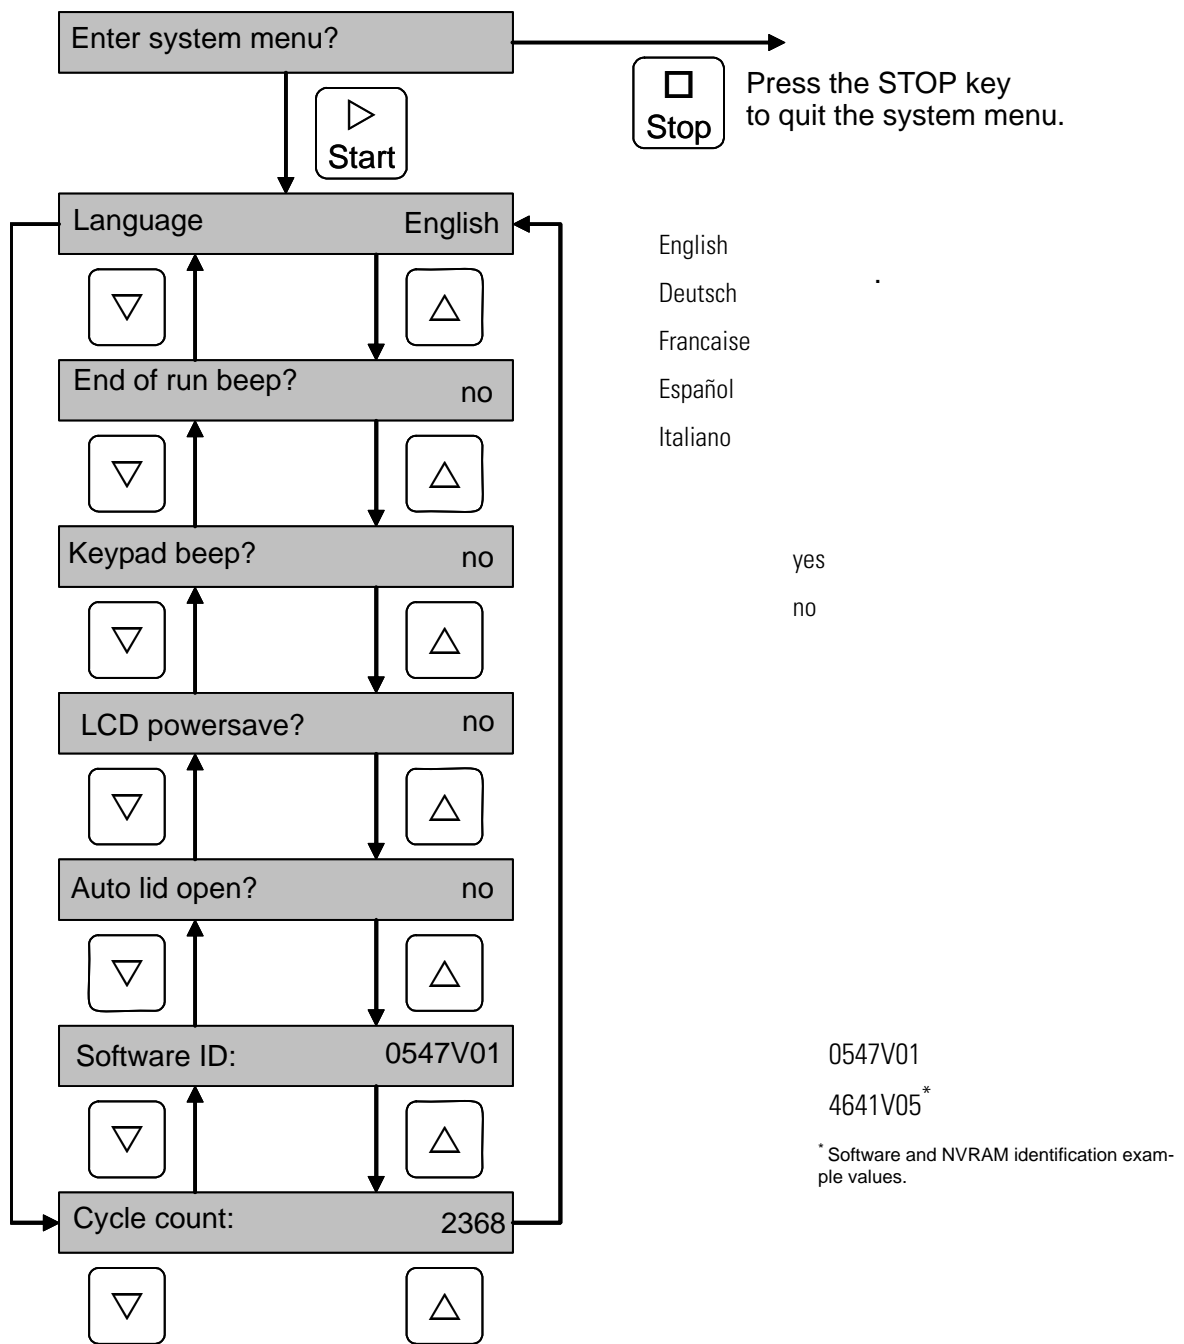 Enter system menu?
Start
Stop
Press the STOP key
to quit the system menu.
Language English
English
Deutsch
Francaise
Español
Italiano
End of run beep? no
Keypad beep? no
yes
no
LCD powersave? no
Auto lid open? no
Software ID: 0547V01
0547V01
4641V05*
* Software and NVRAM identification exam-
ple values.
Cycle count: 2368